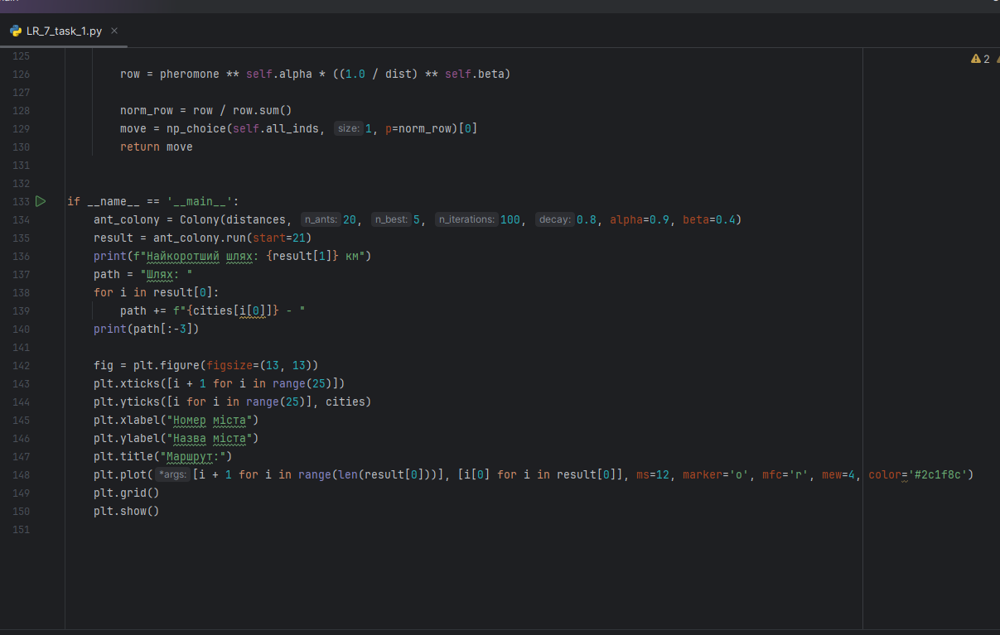 LR_7_task_1.py ×
2
125
126 row = pheromone ** self.alpha * ((1.0 / dist) ** self.beta)
127
128 norm_row = row / row.sum()
129 move = np_choice(self.all_inds, size: 1, p=norm_row)[0]
130 return move
131
132
133 if __name__ == '__main__':
134 ant_colony = Colony(distances, n_ants: 20, n_best: 5, n_iterations: 100, decay: 0.8, alpha=0.9, beta=0.4)
135 result = ant_colony.run(start=21)
136 print(f"Найкоротший шлях: {result[1]} км")
137 path = "Шлях: "
138 for i in result[0]:
139 path += f"{cities[i[0]]} - "
140 print(path[:-3])
141
142 fig = plt.figure(figsize=(13, 13))
143 plt.xticks([i + 1 for i in range(25)])
144 plt.yticks([i for i in range(25)], cities)
145 plt.xlabel("Номер міста")
146 plt.ylabel("Назва міста")
147 plt.title("Маршрут:")
148 plt.plot( *args: [i + 1 for i in range(len(result[0]))], [i[0] for i in result[0]], ms=12, marker='o', mfc='r', mew=4, color='#2c1f8c')
149 plt.grid()
150 plt.show()
151